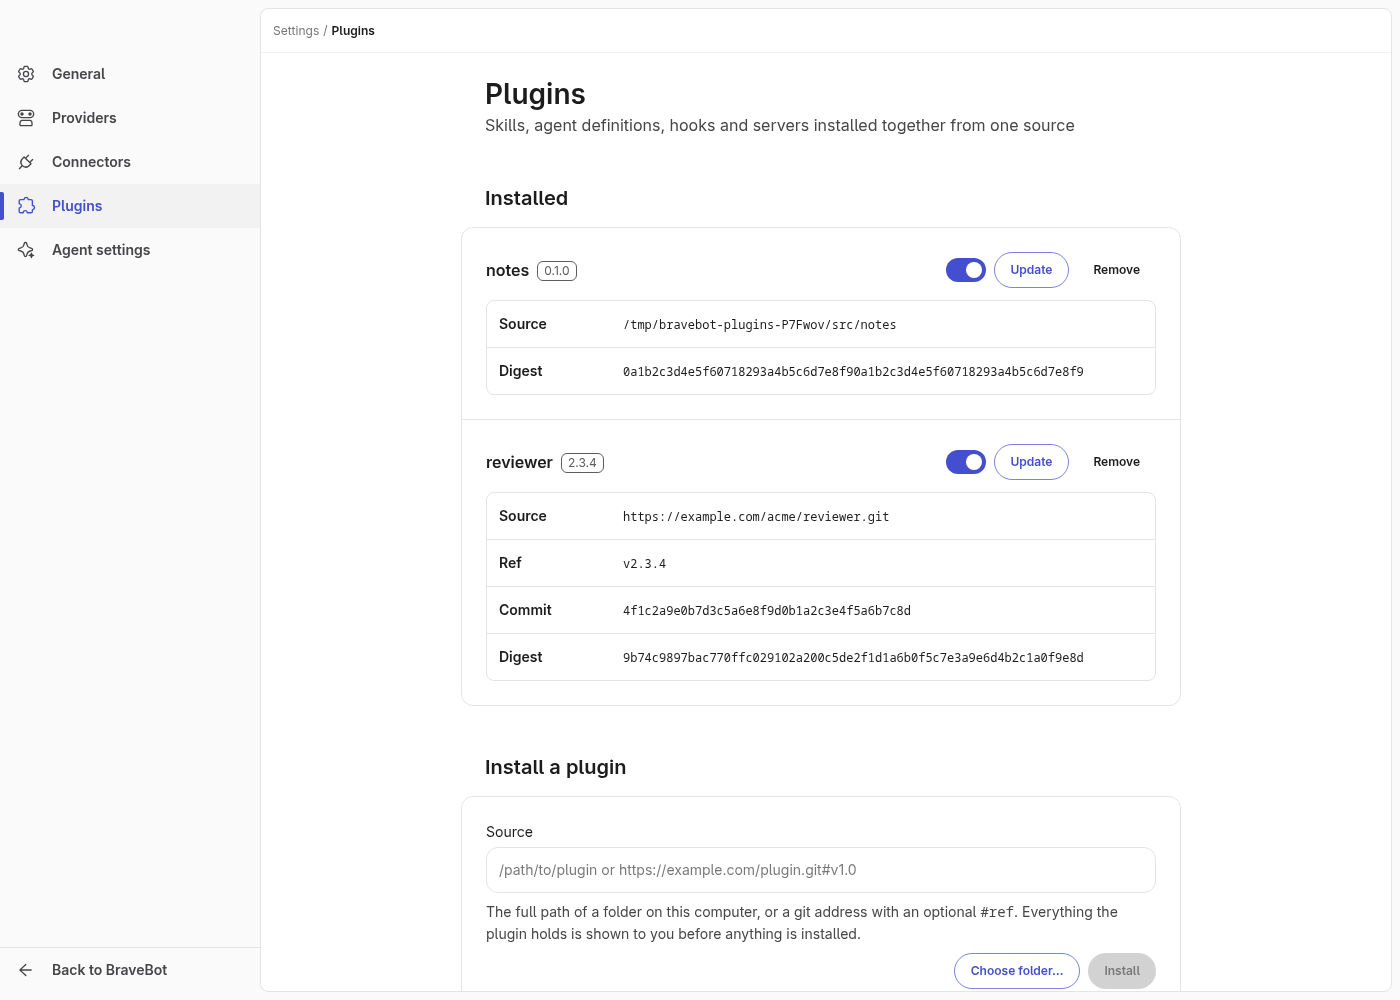 Settings / Plugins
General
Providers
Connectors
Plugins
Agent settings
Back to BraveBot
Plugins
Skills, agent definitions, hooks and servers installed together from one source
Installed
notes 0.1.0 Update Remove
Source /tmp/bravebot-plugins-P7Fwov/src/notes
Digest 0a1b2c3d4e5f60718293a4b5c6d7e8f90a1b2c3d4e5f60718293a4b5c6d7e8f9
reviewer 2.3.4 Update Remove
Source https://example.com/acme/reviewer.git
Ref v2.3.4
Commit 4f1c2a9e0b7d3c5a6e8f9d0b1a2c3e4f5a6b7c8d
Digest 9b74c9897bac770ffc029102a200c5de2f1d1a6b0f5c7e3a9e6d4b2c1a0f9e8d
Install a plugin
Source
/path/to/plugin or https://example.com/plugin.git#v1.0
The full path of a folder on this computer, or a git address with an optional #ref. Everything the
plugin holds is shown to you before anything is installed.
Choose folder... Install